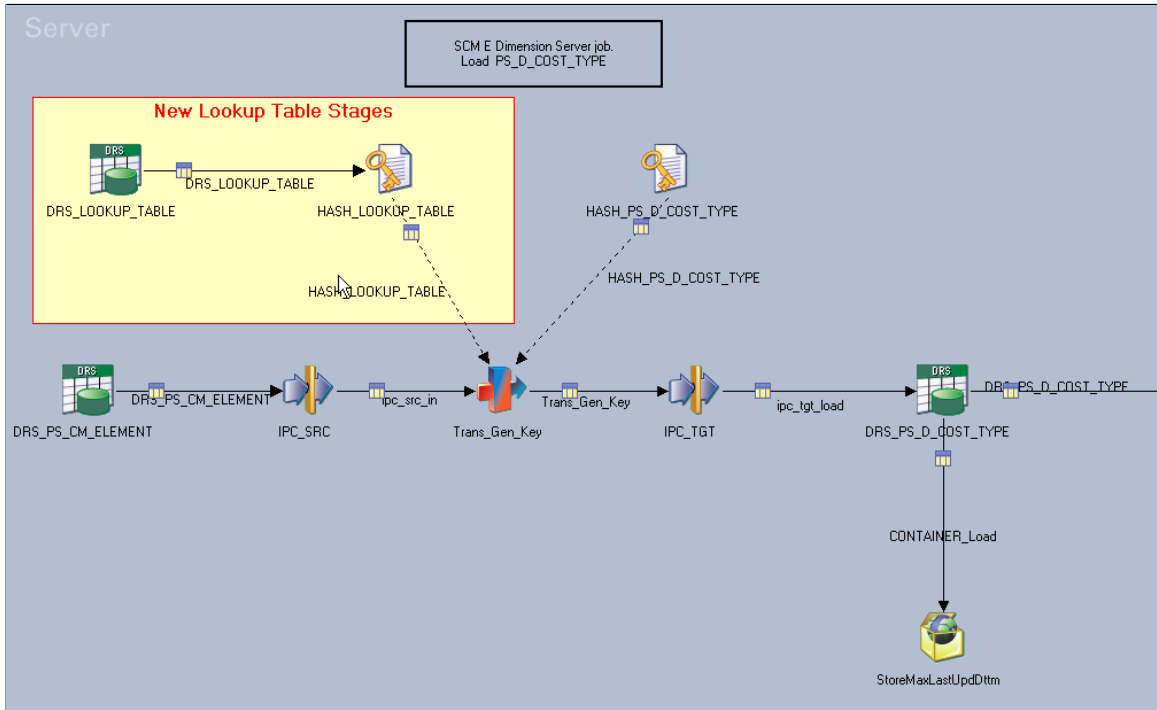 Server
SCM E Dimension Server job.
Load PS_D_COST_TYPE
New Lookup Table Stages
DRS
DRS_LOOKUP_TABLE
DRS_LOOKUP_TABLE
HASH_LOOKUP_TABLE
HASH_PS_D_COST_TYPE
HASH_LOOKUP_TABLE
HASH_PS_D_COST_TYPE
DRS
DRS_PS_CM_ELEMENT
DRS_PS_CM_ELEMENT
IPC_SRC
ipc_src_in
Trans_Gen_Key
Trans_Gen_Key
IPC_TGT
ipc_tgt_load
DRS
DRS_PS_D_COST_TYPE
DRS_PS_D_COST_TYPE
CONTAINER_Load
StoreMaxLastUpdDttm